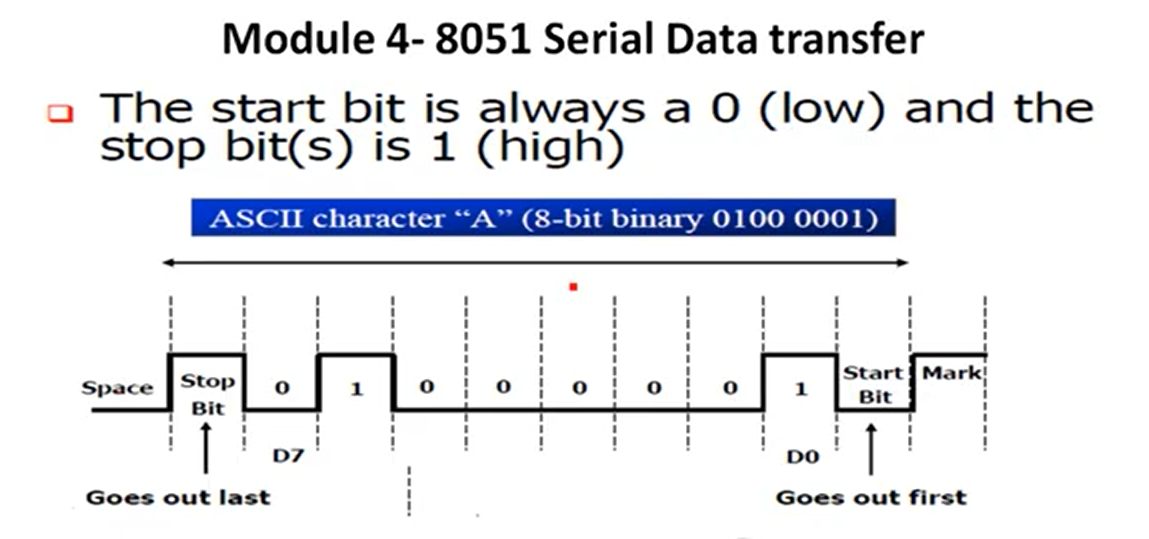 Module 4- 8051 Serial Data transfer
The start bit is always a 0 (low) and the
stop bit(s) is 1 (high)
ASCII character “A” (8-bit binary 0100 0001)
Space Stop Bit 0 1 0 0 0 0 0 1 Start Bit Mark
D7 D0
Goes out last Goes out first